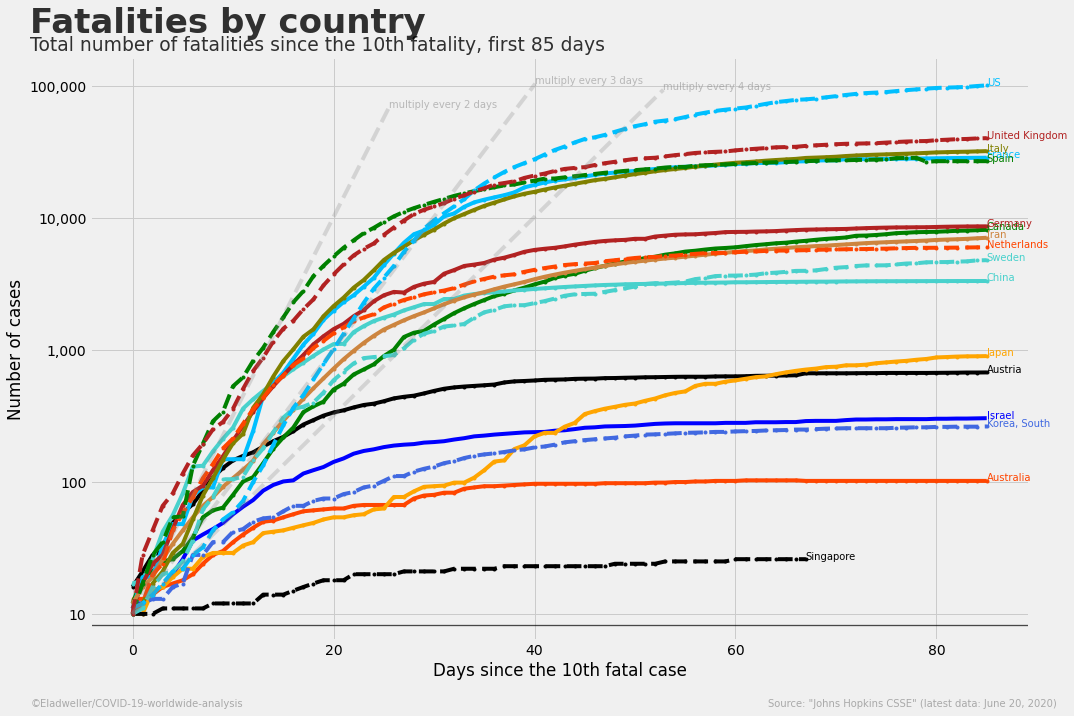 Fatalities by country
Total number of fatalities since the 10th fatality, first 85 days
multiply every 2 days
multiply every 3 days
multiply every 4 days
US
United Kingdom
Italy
France
Spain
Germany
Canada
Iran
Netherlands
Sweden
China
Japan
Austria
Israel
Korea, South
Australia
Singapore
100,000
10,000
1,000
100
10
Number of cases
0 20 40 60 80
Days since the 10th fatal case
©Eladweller/COVID-19-worldwide-analysis
Source: "Johns Hopkins CSSE" (latest data: June 20, 2020)